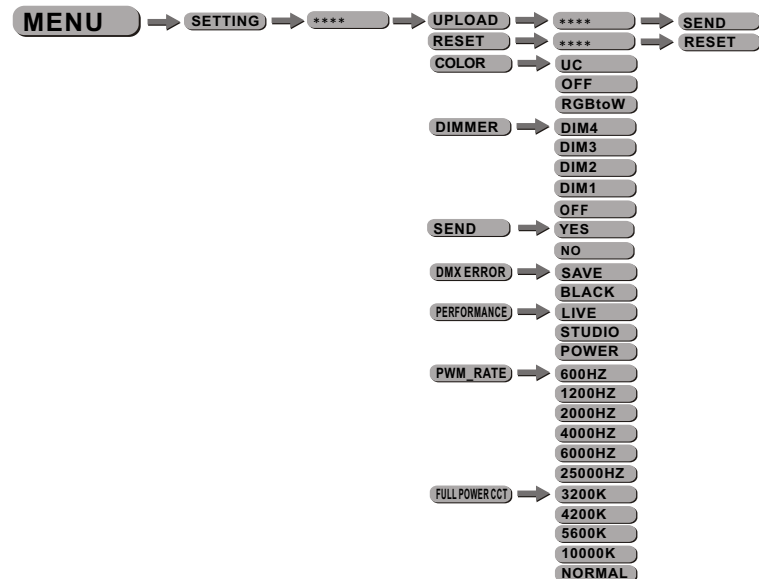 MENU SETTING **** UPLOAD **** SEND
RESET **** RESET
COLOR UC
OFF
RGBtoW
DIMMER DIM4
DIM3
DIM2
DIM1
OFF
SEND YES
NO
DMX ERROR SAVE
BLACK
PERFORMANCE LIVE
STUDIO
POWER
PWM_RATE 600HZ
1200HZ
2000HZ
4000HZ
6000HZ
25000HZ
FULL POWER CCT 3200K
4200K
5600K
10000K
NORMAL